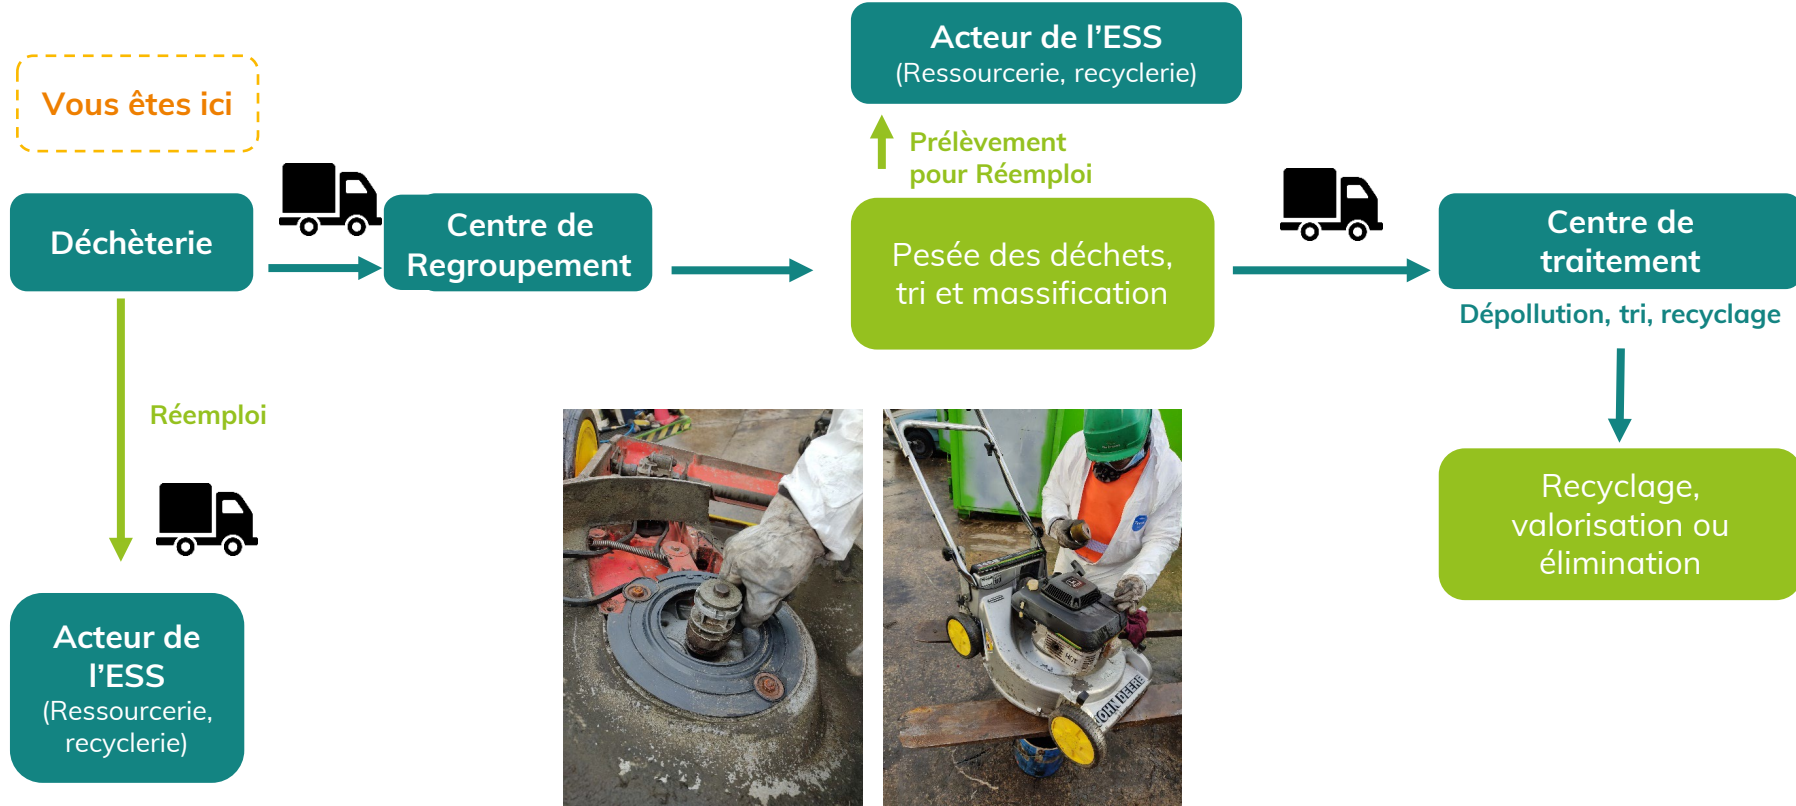 Acteur de l’ESS
(Ressourcerie, recyclerie)
Vous êtes ici
Prélèvement
pour Réemploi
Déchèterie
Centre de
Regroupement
Pesée des déchets,
tri et massification
Centre de
traitement
Dépollution, tri, recyclage
Réemploi
Recyclage,
valorisation ou
élimination
Acteur de
l’ESS
(Ressourcerie,
recyclerie)
JOHN DEERE